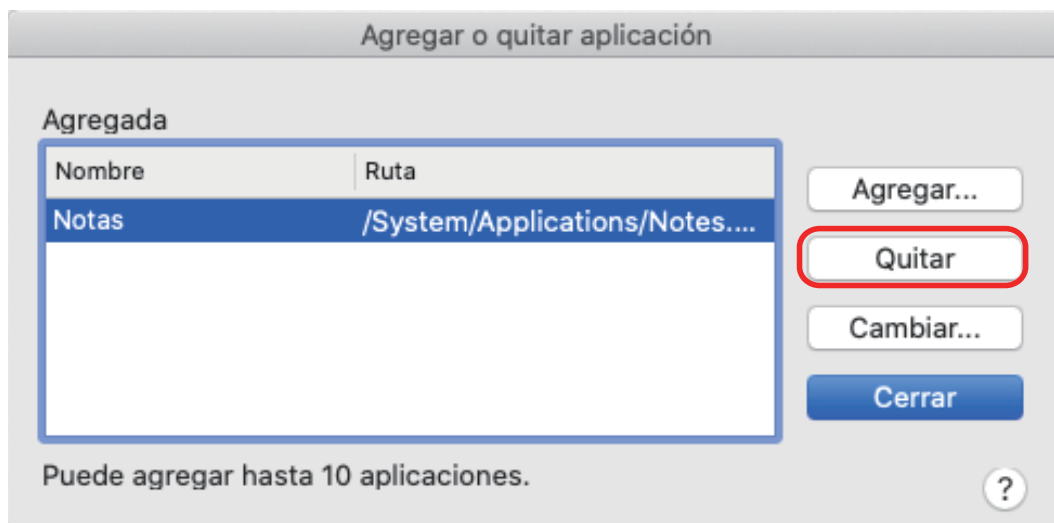 Agregar o quitar aplicación
Agregada
Nombre Ruta
Notas /System/Applications/Notes....
Agregar...
Quitar
Cambiar...
Cerrar
Puede agregar hasta 10 aplicaciones.
?